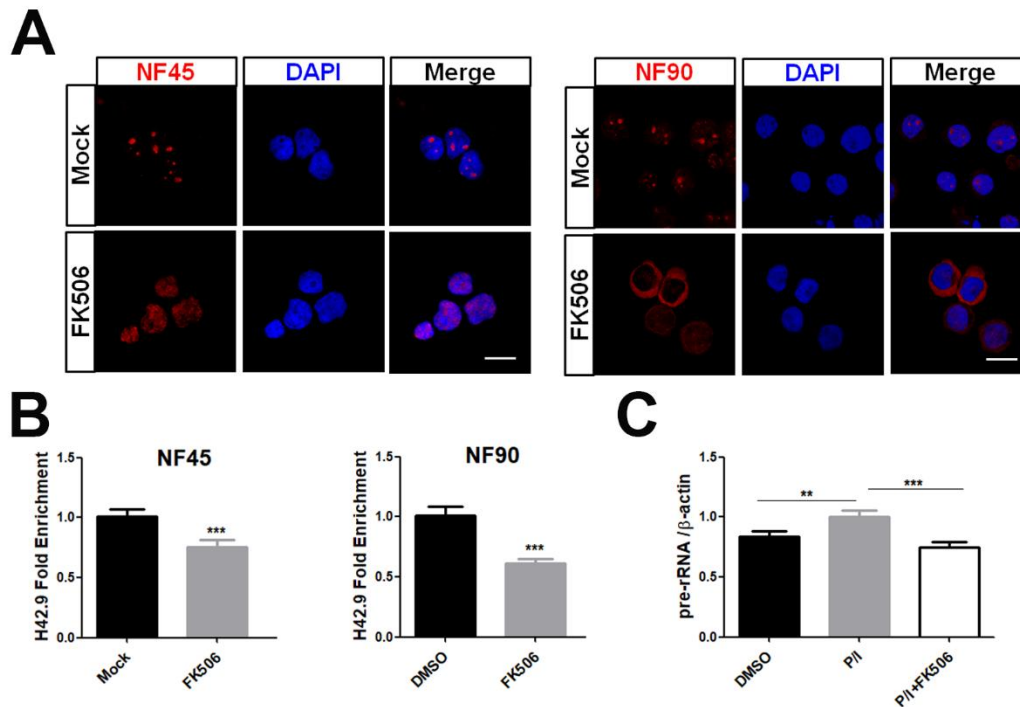 A
NF45 DAPI Merge
Mock
FK506
NF90 DAPI Merge
Mock
FK506
B
NF45
H42.9 Fold Enrichment
1.5
1.0
0.5
0.0
***
Mock
FK506
NF90
H42.9 Fold Enrichment
1.5
1.0
0.5
0.0
***
DMSO
FK506
C
pre-rRNA /β-actin
1.5
1.0
0.5
0.0
**
***
DMSO
P/I
P/I+FK506